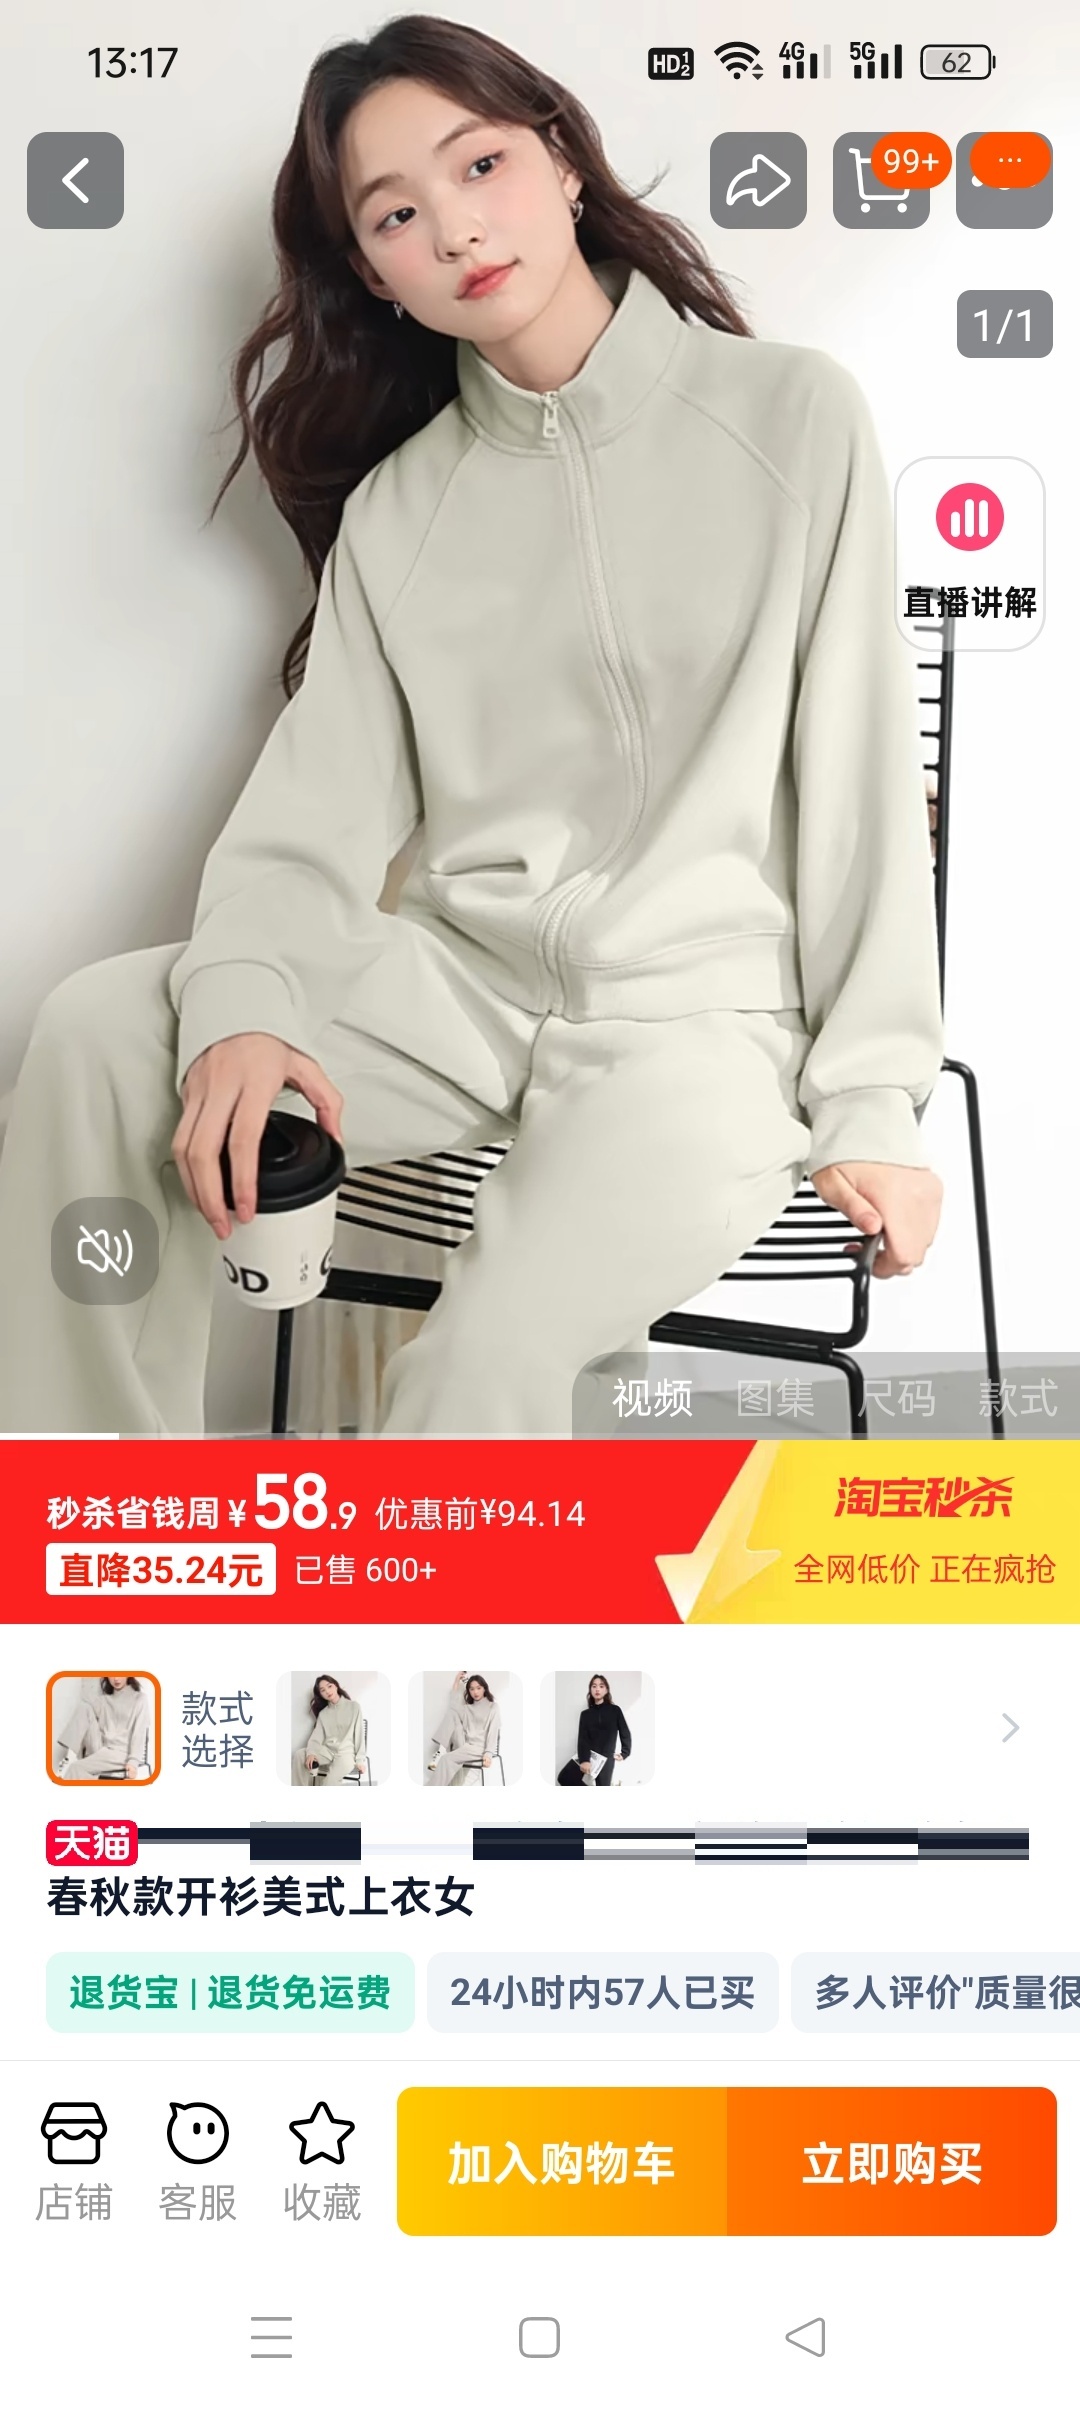 13:17
HD 1 2
4G
5G
62
99+
...
1/1
直播讲解
OD
视频 图集 尺码 款式
秒杀省钱周 ¥58.9 优惠前¥94.14
淘宝秒杀
直降35.24元 已售 600+
全网低价 正在疯抢
款式
选择
天猫
春秋款开衫美式上衣女
退货宝 | 退货免运费
24小时内57人已买
多人评价"质量很
店铺
客服
收藏
加入购物车
立即购买